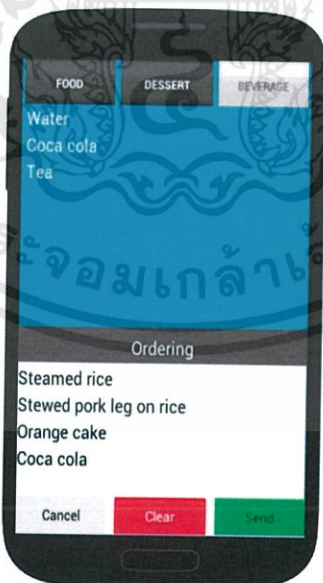 FOOD DESSERT BEVERAGE
Water
Coca cola
Tea
จอมเกล้าเ
Ordering
Steamed rice
Stewed pork leg on rice
Orange cake
Coca cola
Cancel Clear Send